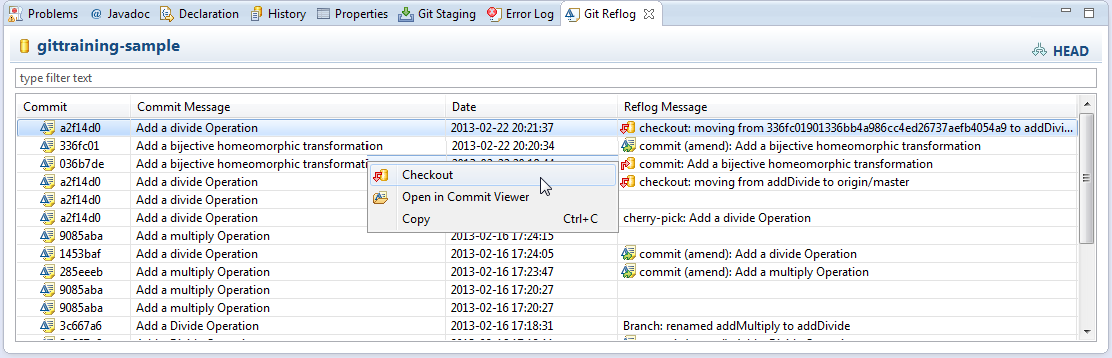 Problems @ Javadoc Declaration History Properties Git Staging Error Log Git Reflog
gittraining-sample HEAD
type filter text
Commit Commit Message Date Reflog Message
a2f14d0 Add a divide Operation 2013-02-22 20:21:37 checkout: moving from 336fc01901336bb4a986cc4ed26737aefb4054a9 to addDivi...
336fc01 Add a bijective homeomorphic transformation 2013-02-22 20:20:34 commit (amend): Add a bijective homeomorphic transformation
036b7de Add a bijective homeomorphic transformation commit: Add a bijective homeomorphic transformation
a2f14d0 Add a divide Operation checkout: moving from addDivide to origin/master
a2f14d0 Add a divide Operation
a2f14d0 Add a divide Operation cherry-pick: Add a divide Operation
9085aba Add a multiply Operation 2013-02-16 17:24:15
1453baf Add a divide Operation 2013-02-16 17:24:05 commit (amend): Add a divide Operation
285eeeb Add a multiply Operation 2013-02-16 17:23:47 commit (amend): Add a multiply Operation
9085aba Add a multiply Operation 2013-02-16 17:20:27
9085aba Add a multiply Operation 2013-02-16 17:20:27
3c667a6 Add a Divide Operation 2013-02-16 17:18:31 Branch: renamed addMultiply to addDivide
Checkout
Open in Commit Viewer
Copy Ctrl+C